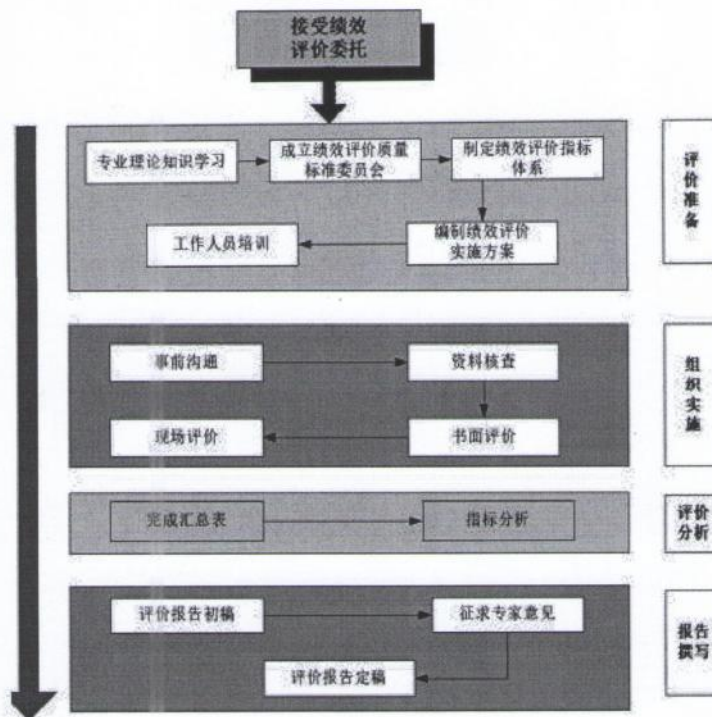 接受绩效
评价委托
专业理论知识学习
成立绩效评价质量
标准委员会
制定绩效评价指标
体系
工作人员培训
编制绩效评价
实施方案
评
价
准
备
事前沟通
资料核查
现场评价
书面评价
组
织
实
施
完成汇总表
指标分析
评价
分析
评价报告初稿
征求专家意见
评价报告定稿
报告
撰写